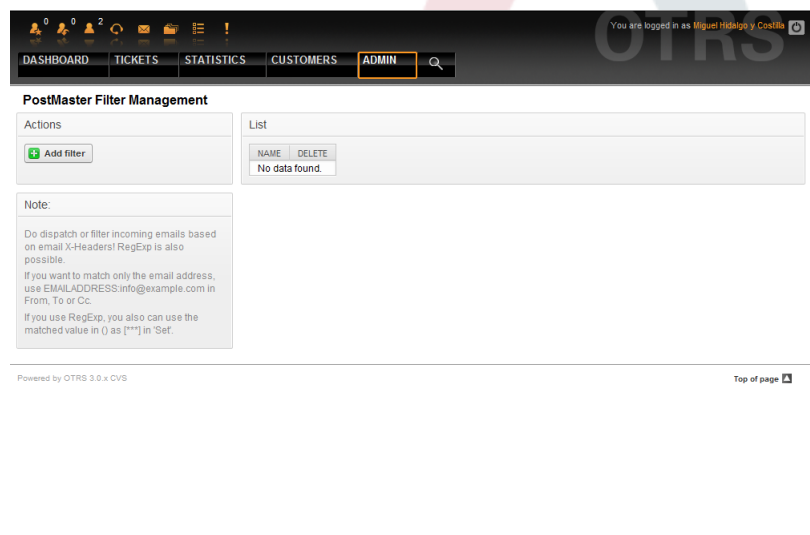 0 0 2
You are logged in as Miguel Hidalgo y Costilla
OTRS
DASHBOARD TICKETS STATISTICS CUSTOMERS ADMIN
PostMaster Filter Management
Actions
Add filter
List
NAME DELETE
No data found.
Note:
Do dispatch or filter incoming emails based
on email X-Headers! RegExp is also
possible.
If you want to match only the email address,
use EMAILADDRESS:info@example.com in
From, To or Cc.
If you use RegExp, you also can use the
matched value in () as [***] in 'Set'.
Powered by OTRS 3.0.x CVS
Top of page